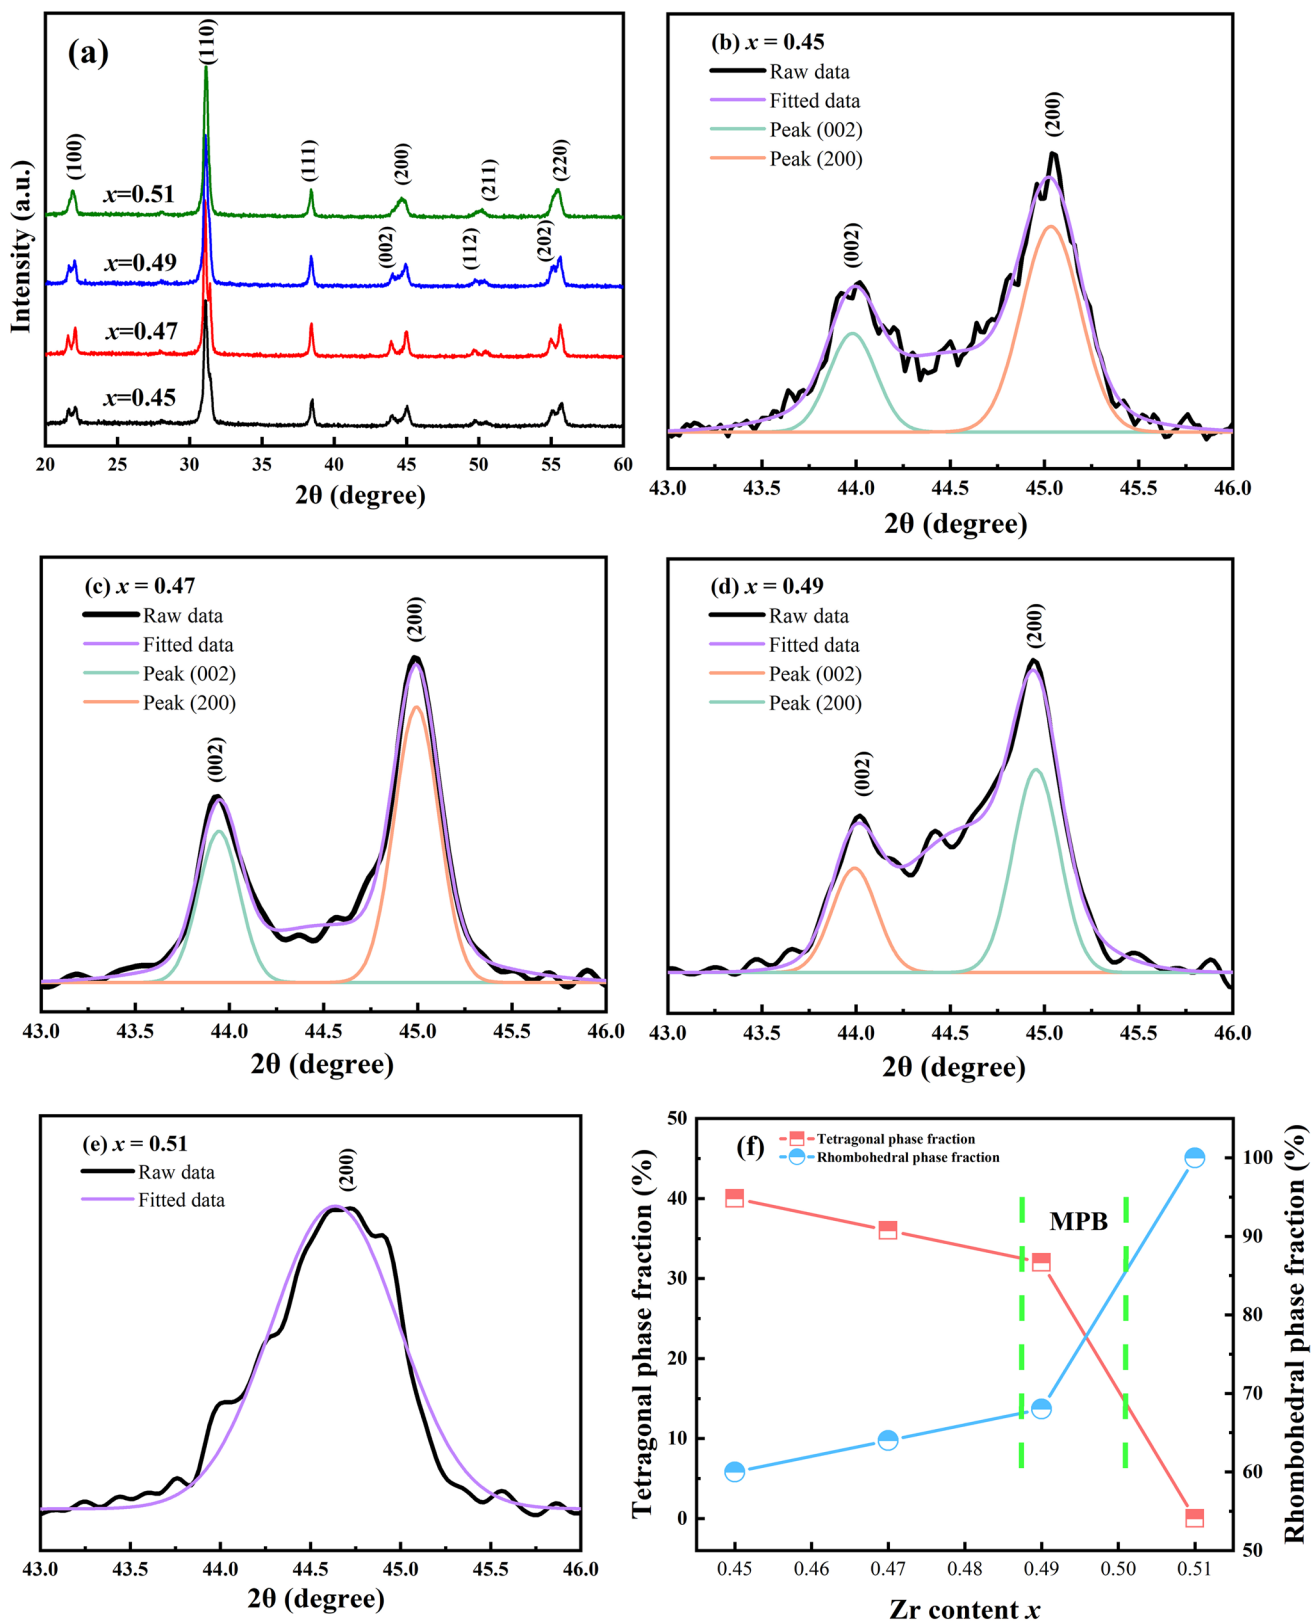 (a)
Intensity (a.u.)
(100)
(110)
(111)
(200)
(211)
(220)
x=0.51
(002)
(112)
(202)
x=0.49
x=0.47
x=0.45
20 25 30 35 40 45 50 55 60
2θ (degree)
(b) x = 0.45
Raw data
Fitted data
Peak (002)
Peak (200)
(002)
(200)
43.0 43.5 44.0 44.5 45.0 45.5 46.0
2θ (degree)
(c) x = 0.47
Raw data
Fitted data
Peak (002)
Peak (200)
(002)
(200)
43.0 43.5 44.0 44.5 45.0 45.5 46.0
2θ (degree)
(d) x = 0.49
Raw data
Fitted data
Peak (002)
Peak (200)
(002)
(200)
43.0 43.5 44.0 44.5 45.0 45.5 46.0
2θ (degree)
(e) x = 0.51
Raw data
Fitted data
(200)
43.0 43.5 44.0 44.5 45.0 45.5 46.0
2θ (degree)
(f)
Tetragonal phase fraction
Rhombohedral phase fraction
MPB
Tetragonal phase fraction (%)
50
40
30
20
10
0
Rhombohedral phase fraction (%)
100
90
80
70
60
50
0.45 0.46 0.47 0.48 0.49 0.50 0.51
Zr content x